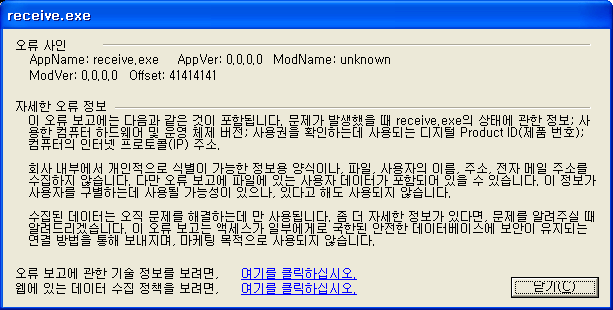 receive.exe
오류 사인
AppName: receive.exe AppVer: 0.0.0.0 ModName: unknown
ModVer: 0.0.0.0 Offset: 41414141
자세한 오류 정보
이 오류 보고에는 다음과 같은 것이 포함됩니다. 문제가 발생했을 때 receive.exe의 상태에 관한 정보; 사
용한 컴퓨터 하드웨어 및 운영 체제 버전; 사용권을 확인하는데 사용되는 디지털 Product ID(제품 번호);
컴퓨터의 인터넷 프로토콜(IP) 주소.
회사 내부에서 개인적으로 식별이 가능한 정보용 양식이나, 파일, 사용자의 이름, 주소, 전자 메일 주소를
수집하지 않습니다. 다만 오류 보고에 파일에 있는 사용자 데이터가 포함되어 있을 수 있습니다. 이 정보가
사용자를 구별하는데 사용될 가능성이 있으나, 있다고 해도 사용되지 않습니다.
수집된 데이터는 오직 문제를 해결하는데 만 사용됩니다. 좀 더 자세한 정보가 있다면, 문제를 알려주실 때
알려드리겠습니다. 이 오류 보고는 액세스가 일부에게로 국한된 안전한 데이터베이스에 보안이 유지되는
연결 방법을 통해 보내지며, 마케팅 목적으로 사용되지 않습니다.
오류 보고에 관한 기술 정보를 보려면, 여기를 클릭하십시오.
웹에 있는 데이터 수집 정책을 보려면, 여기를 클릭하십시오.
닫기(C)